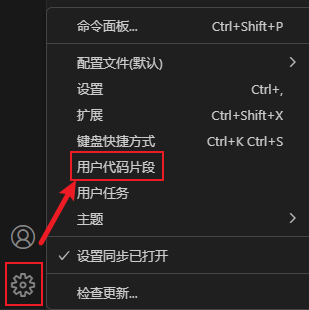 命令面板... Ctrl+Shift+P
配置文件(默认)
设置 Ctrl+,
扩展 Ctrl+Shift+X
键盘快捷方式 Ctrl+K Ctrl+S
用户代码片段
用户任务
主题
设置同步已打开
检查更新...